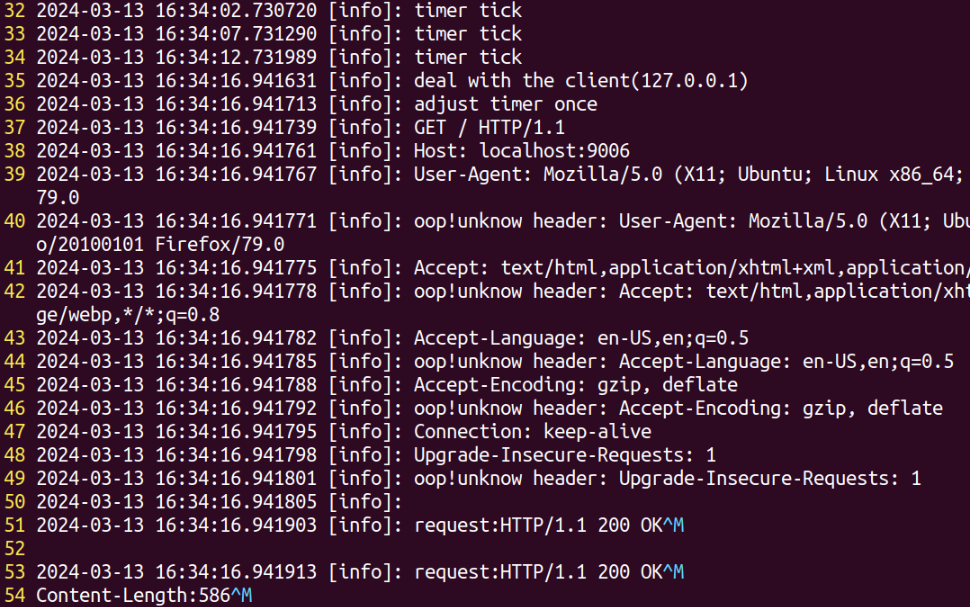 32 2024-03-13 16:34:02.730720 [info]: timer tick
33 2024-03-13 16:34:07.731290 [info]: timer tick
34 2024-03-13 16:34:12.731989 [info]: timer tick
35 2024-03-13 16:34:16.941631 [info]: deal with the client(127.0.0.1)
36 2024-03-13 16:34:16.941713 [info]: adjust timer once
37 2024-03-13 16:34:16.941739 [info]: GET / HTTP/1.1
38 2024-03-13 16:34:16.941761 [info]: Host: localhost:9006
39 2024-03-13 16:34:16.941767 [info]: User-Agent: Mozilla/5.0 (X11; Ubuntu; Linux x86_64;
79.0
40 2024-03-13 16:34:16.941771 [info]: oop!unknow header: User-Agent: Mozilla/5.0 (X11; Ubu
o/20100101 Firefox/79.0
41 2024-03-13 16:34:16.941775 [info]: Accept: text/html,application/xhtml+xml,application/
42 2024-03-13 16:34:16.941778 [info]: oop!unknow header: Accept: text/html,application/xht
ge/webp,*/*;q=0.8
43 2024-03-13 16:34:16.941782 [info]: Accept-Language: en-US,en;q=0.5
44 2024-03-13 16:34:16.941785 [info]: oop!unknow header: Accept-Language: en-US,en;q=0.5
45 2024-03-13 16:34:16.941788 [info]: Accept-Encoding: gzip, deflate
46 2024-03-13 16:34:16.941792 [info]: oop!unknow header: Accept-Encoding: gzip, deflate
47 2024-03-13 16:34:16.941795 [info]: Connection: keep-alive
48 2024-03-13 16:34:16.941798 [info]: Upgrade-Insecure-Requests: 1
49 2024-03-13 16:34:16.941801 [info]: oop!unknow header: Upgrade-Insecure-Requests: 1
50 2024-03-13 16:34:16.941805 [info]:
51 2024-03-13 16:34:16.941903 [info]: request:HTTP/1.1 200 OK^M
52
53 2024-03-13 16:34:16.941913 [info]: request:HTTP/1.1 200 OK^M
54 Content-Length:586^M